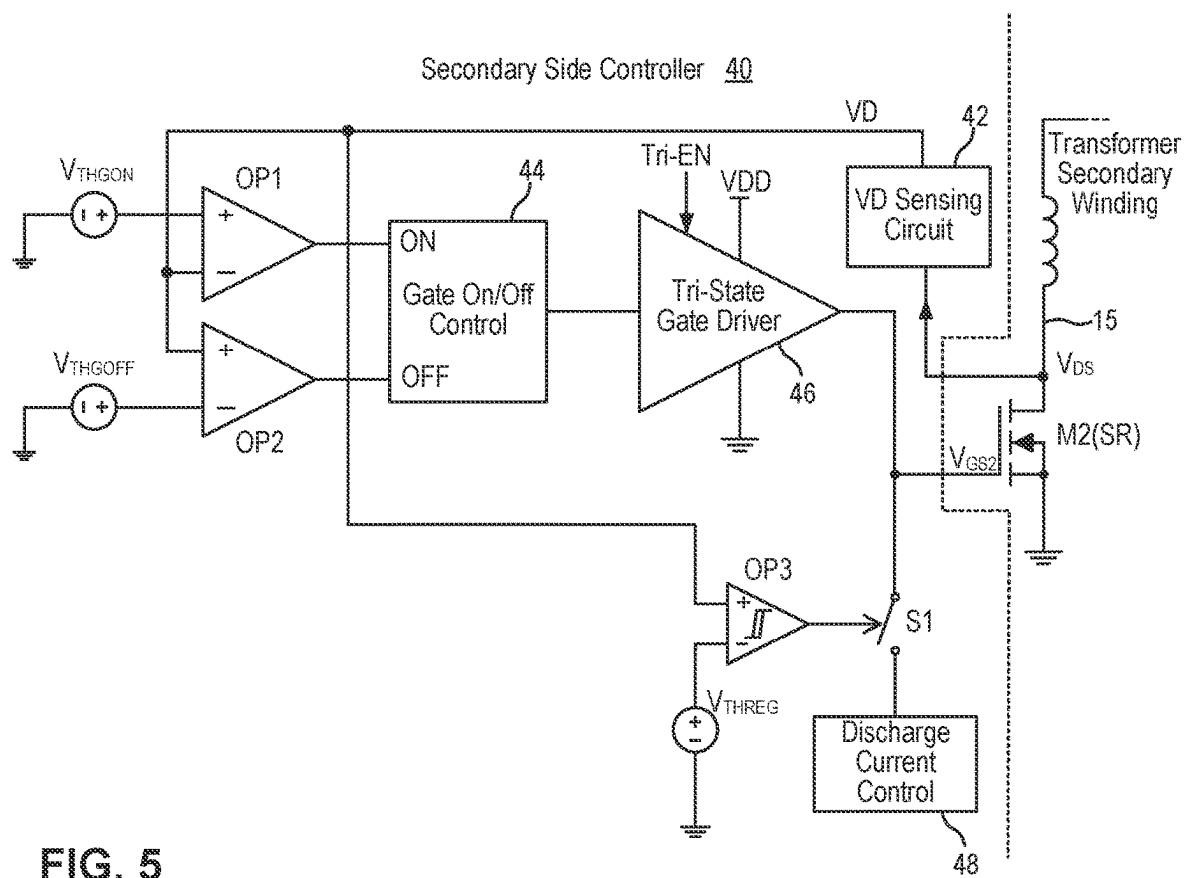 Secondary Side Controller 40
VD
42
Transformer
Secondary
Winding
VD Sensing
Circuit
15
VDS
M2(SR)
VGS2
VTHGON
OP1
+
−
VTHGOFF
OP2
+
−
44
ON
Gate On/Off
Control
OFF
Tri-EN
VDD
Tri-State
Gate Driver
46
OP3
+
−
S1
VTHREG
+
−
Discharge
Current
Control
48
FIG. 5